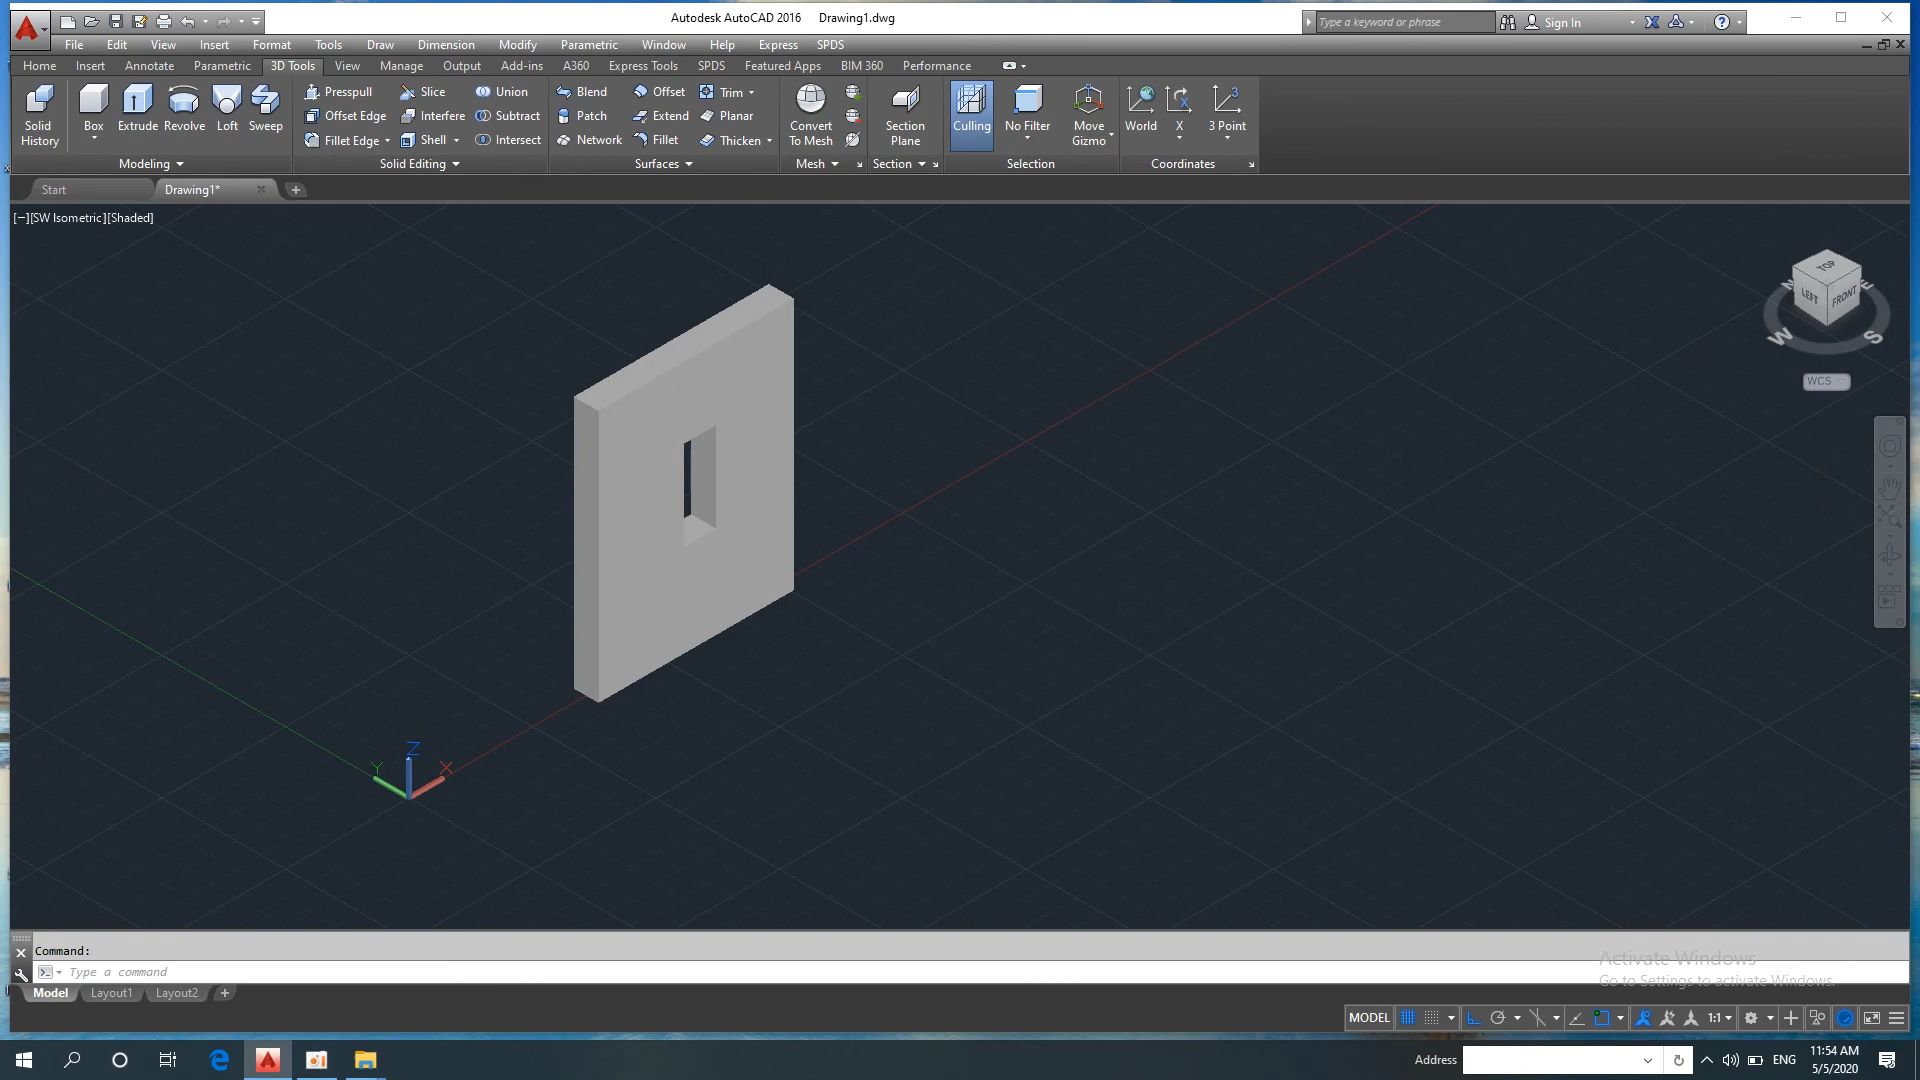 Autodesk AutoCAD 2016 Drawing1.dwg
Type a keyword or phrase
Sign In
File Edit View Insert Format Tools Draw Dimension Modify Parametric Window Help Express SPDS
Home Insert Annotate Parametric 3D Tools View Manage Output Add-ins A360 Express Tools SPDS Featured Apps BIM 360 Performance
Solid History
Box
Extrude
Revolve
Loft
Sweep
Presspull
Offset Edge
Fillet Edge
Slice
Interfere
Shell
Union
Subtract
Intersect
Blend
Patch
Network
Offset
Extend
Fillet
Trim
Planar
Thicken
Convert To Mesh
Section Plane
Culling
No Filter
Move Gizmo
World
X
3 Point
Modeling
Solid Editing
Surfaces
Mesh
Section
Selection
Coordinates
Start
Drawing1*
[−][SW Isometric][Shaded]
TOP
LEFT
FRONT
N
E
W
S
WCS
Z
Y
X
Command:
Type a command
Activate Windows
Go to Settings to activate Windows.
Model Layout1 Layout2
MODEL
1:1
Address
ENG
11:54 AM
5/5/2020